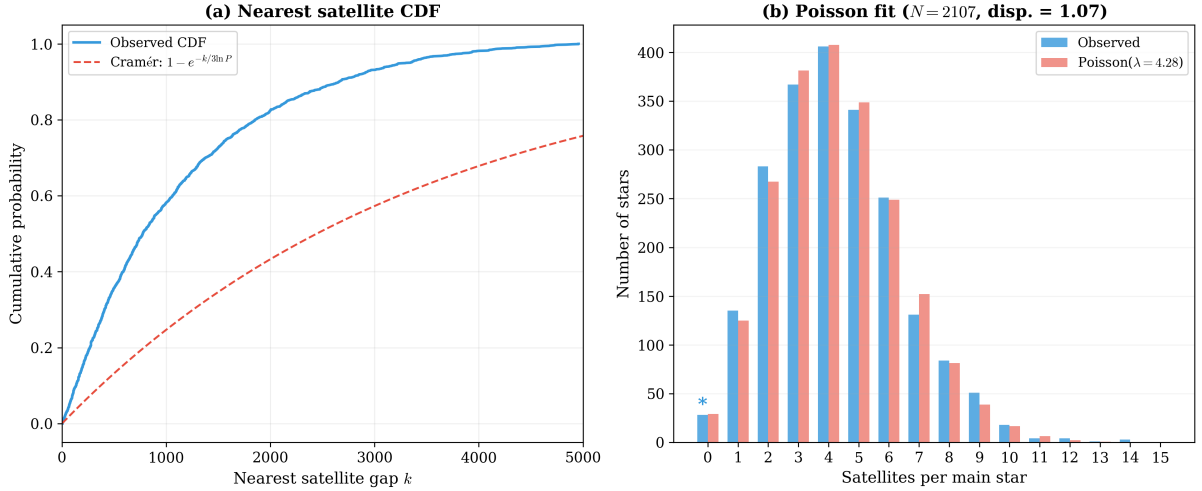 (a) Nearest satellite CDF
1.0
0.8
0.6
0.4
0.2
0.0
Cumulative probability
Observed CDF
Cramér: 1 − e^{−k/3lnP}
0 1000 2000 3000 4000 5000
Nearest satellite gap k
(b) Poisson fit (N = 2107, disp. = 1.07)
400
350
300
250
200
150
100
50
0
Number of stars
Observed
Poisson(λ = 4.28)
*
0 1 2 3 4 5 6 7 8 9 10 11 12 13 14 15
Satellites per main star